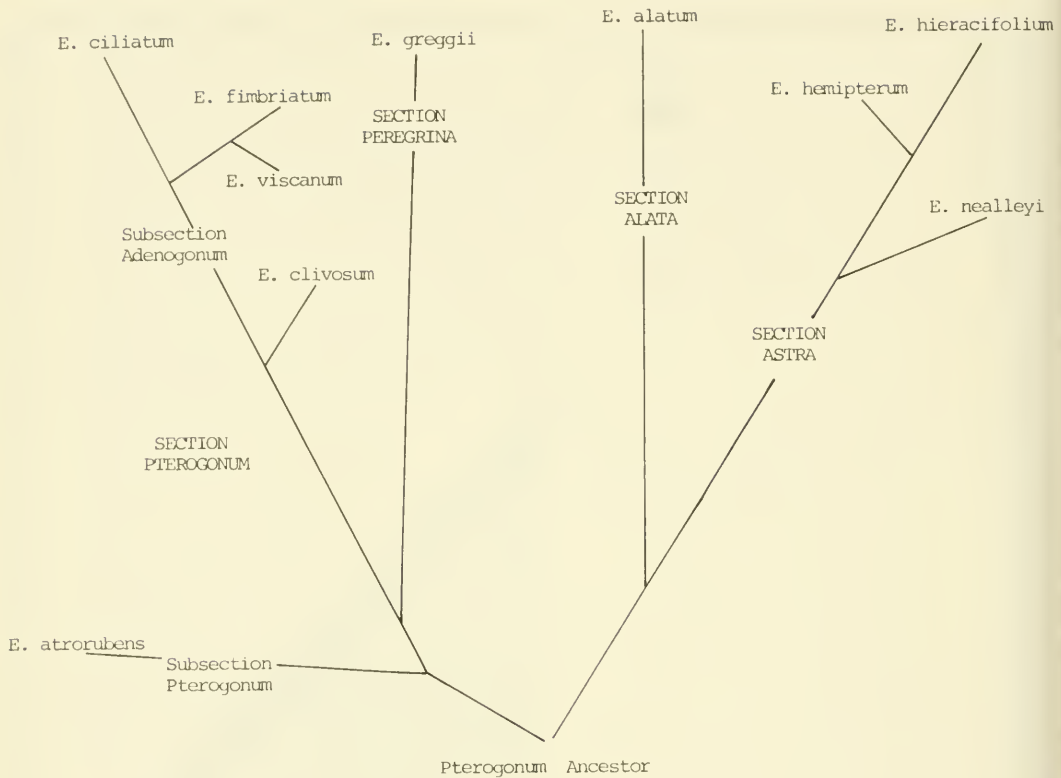 E. alatum
E. ciliatum
E. greggii
E. hieracifolium
E. fimbriatum
E. hemipterum
SECTION
PEREGRINA
E. viscanum
SECTION
ALATA
E. nealleyi
Subsection
Adenogonum
E. clivosum
SECTION
ASTRA
SECTION
PTEROGONUM
E. atrorubens
Subsection
Pterogonum
Pterogonum Ancestor